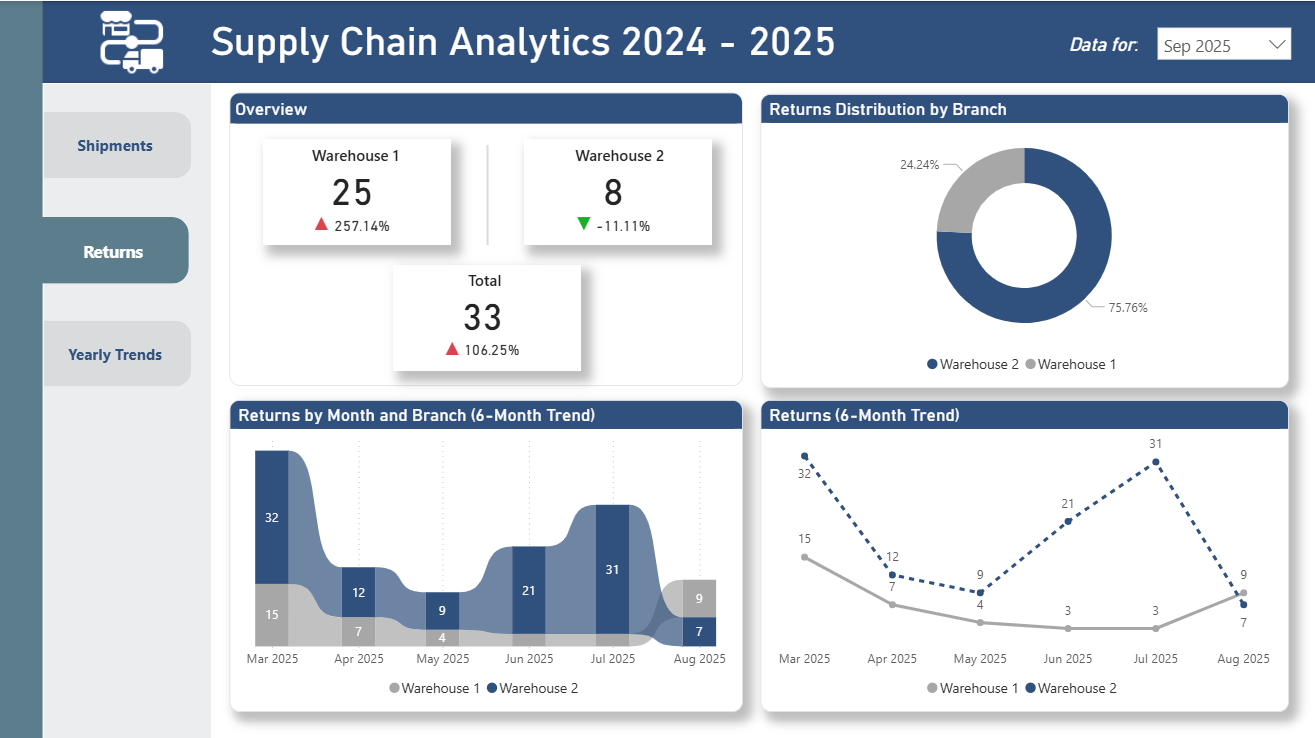 Supply Chain Analytics 2024 - 2025
Data for:
Sep 2025
Shipments
Returns
Yearly Trends
Overview
Warehouse 1
25
257.14%
Warehouse 2
8
-11.11%
Total
33
106.25%
Returns Distribution by Branch
24.24%
75.76%
Warehouse 2 Warehouse 1
Returns by Month and Branch (6-Month Trend)
32
15
12
7
9
4
21
31
9
7
Mar 2025 Apr 2025 May 2025 Jun 2025 Jul 2025 Aug 2025
Warehouse 1 Warehouse 2
Returns (6-Month Trend)
32
15
12
7
9
4
21
3
31
3
9
7
Mar 2025 Apr 2025 May 2025 Jun 2025 Jul 2025 Aug 2025
Warehouse 1 Warehouse 2